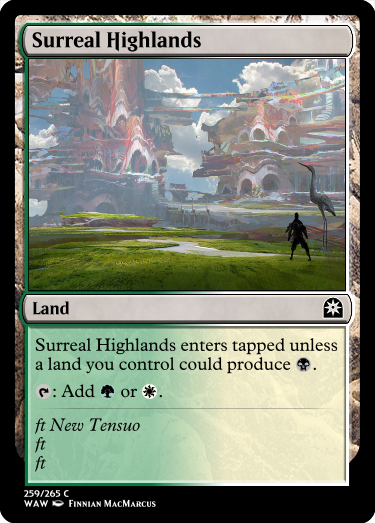 Surreal Highlands
Land
Surreal Highlands enters tapped unless
a land you control could produce .
: Add or .
ft New Tensuo
ft
ft
259/265 C
WAW Finnian MacMarcus